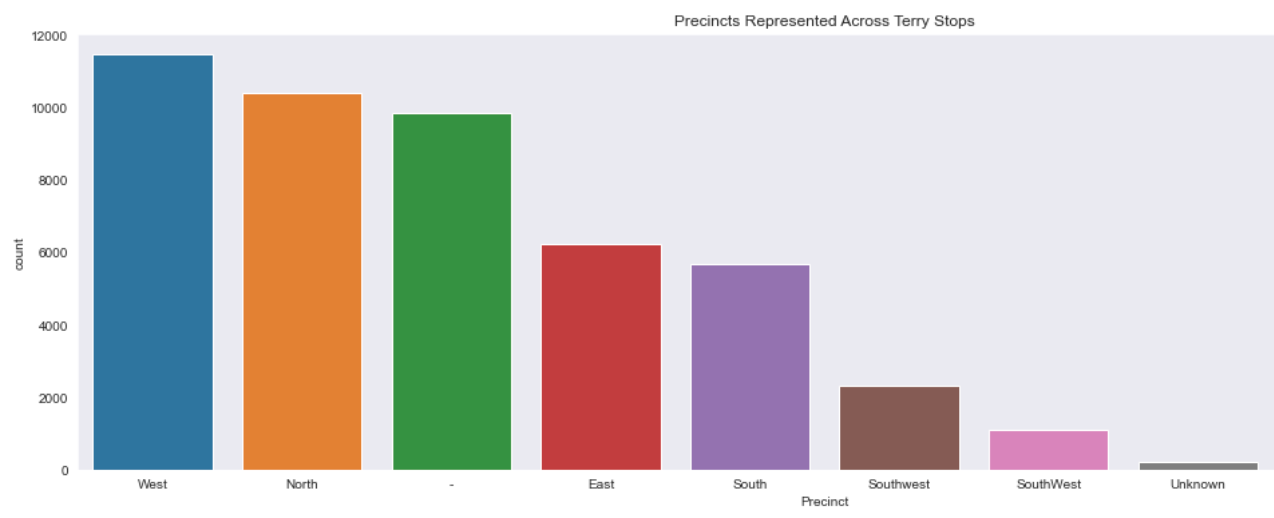 Precincts Represented Across Terry Stops
12000
10000
8000
6000
4000
2000
0
count
West North - East South Southwest SouthWest Unknown
Precinct